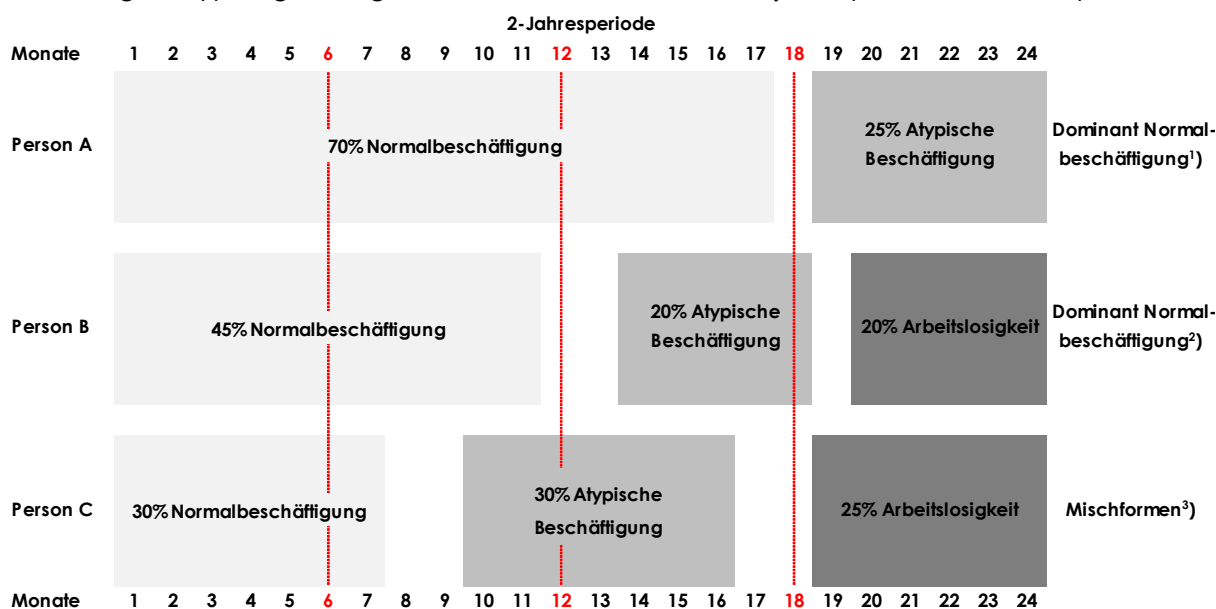 2-Jahresperiode
Monate 1 2 3 4 5 6 7 8 9 10 11 12 13 14 15 16 17 18 19 20 21 22 23 24
Person A
70% Normalbeschäftigung
25% Atypische
Beschäftigung
Dominant Normal-
beschäftigung¹)
Person B
45% Normalbeschäftigung
20% Atypische
Beschäftigung
20% Arbeitslosigkeit
Dominant Normal-
beschäftigung²)
Person C
30% Normalbeschäftigung
30% Atypische
Beschäftigung
25% Arbeitslosigkeit
Mischformen³)
Monate 1 2 3 4 5 6 7 8 9 10 11 12 13 14 15 16 17 18 19 20 21 22 23 24